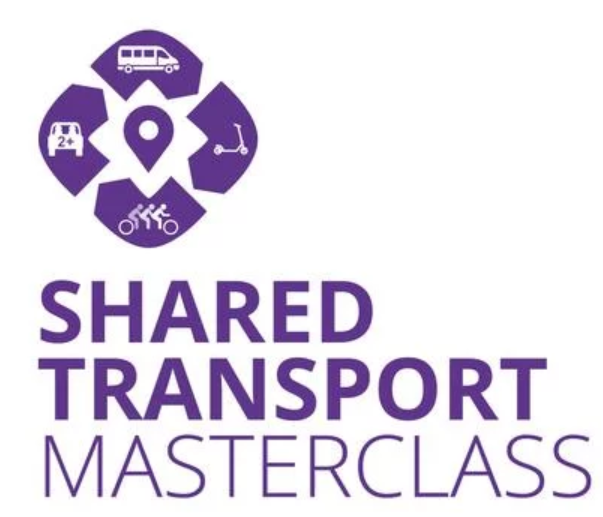 2+
SHARED
TRANSPORT
MASTERCLASS